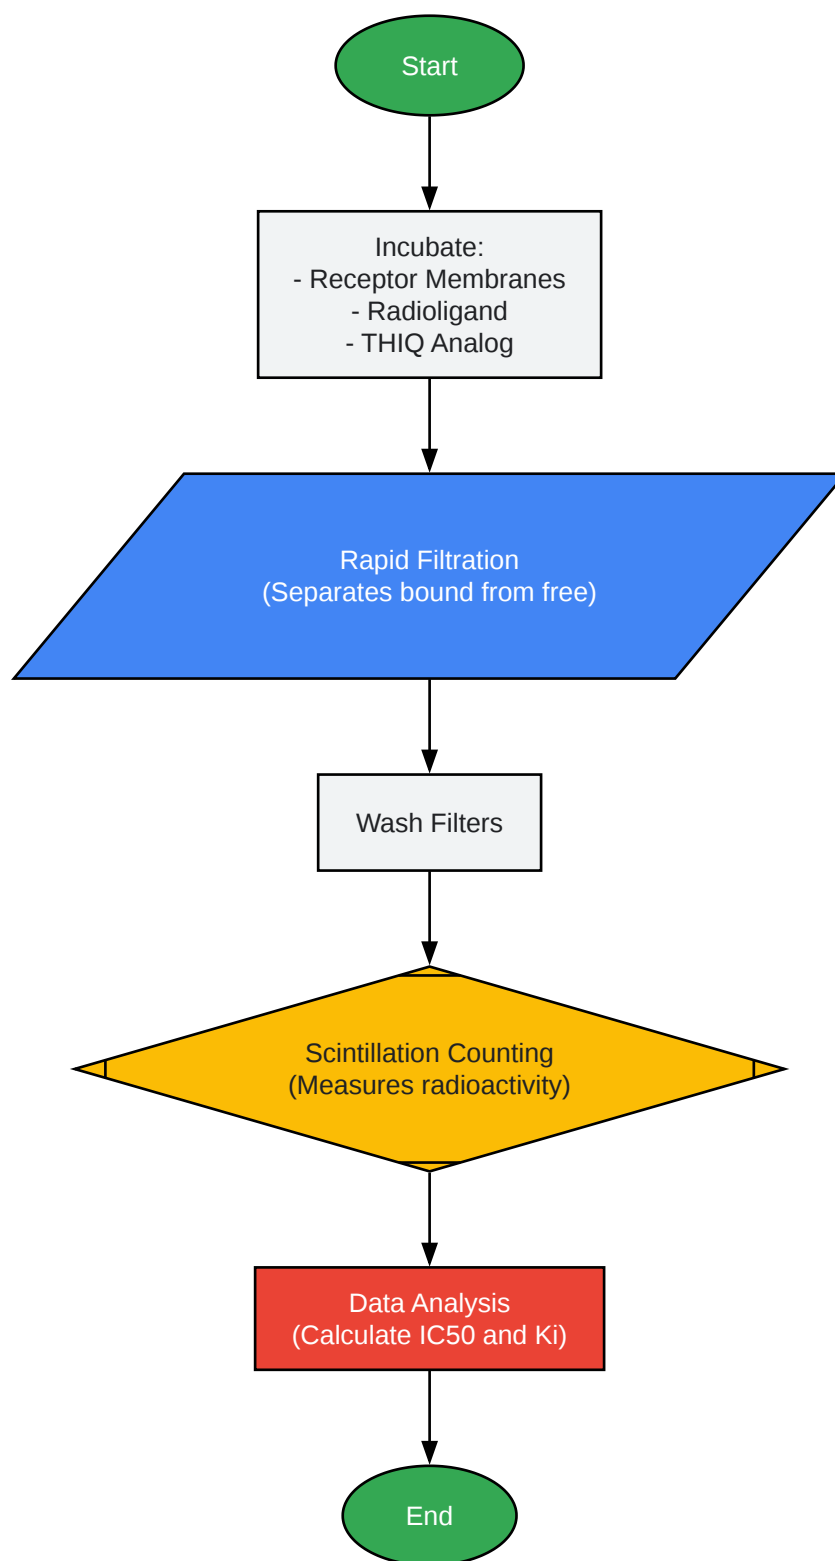 Start
Incubate:
- Receptor Membranes
- Radioligand
- THIQ Analog
Rapid Filtration
(Separates bound from free)
Wash Filters
Scintillation Counting
(Measures radioactivity)
Data Analysis
(Calculate IC50 and Ki)
End